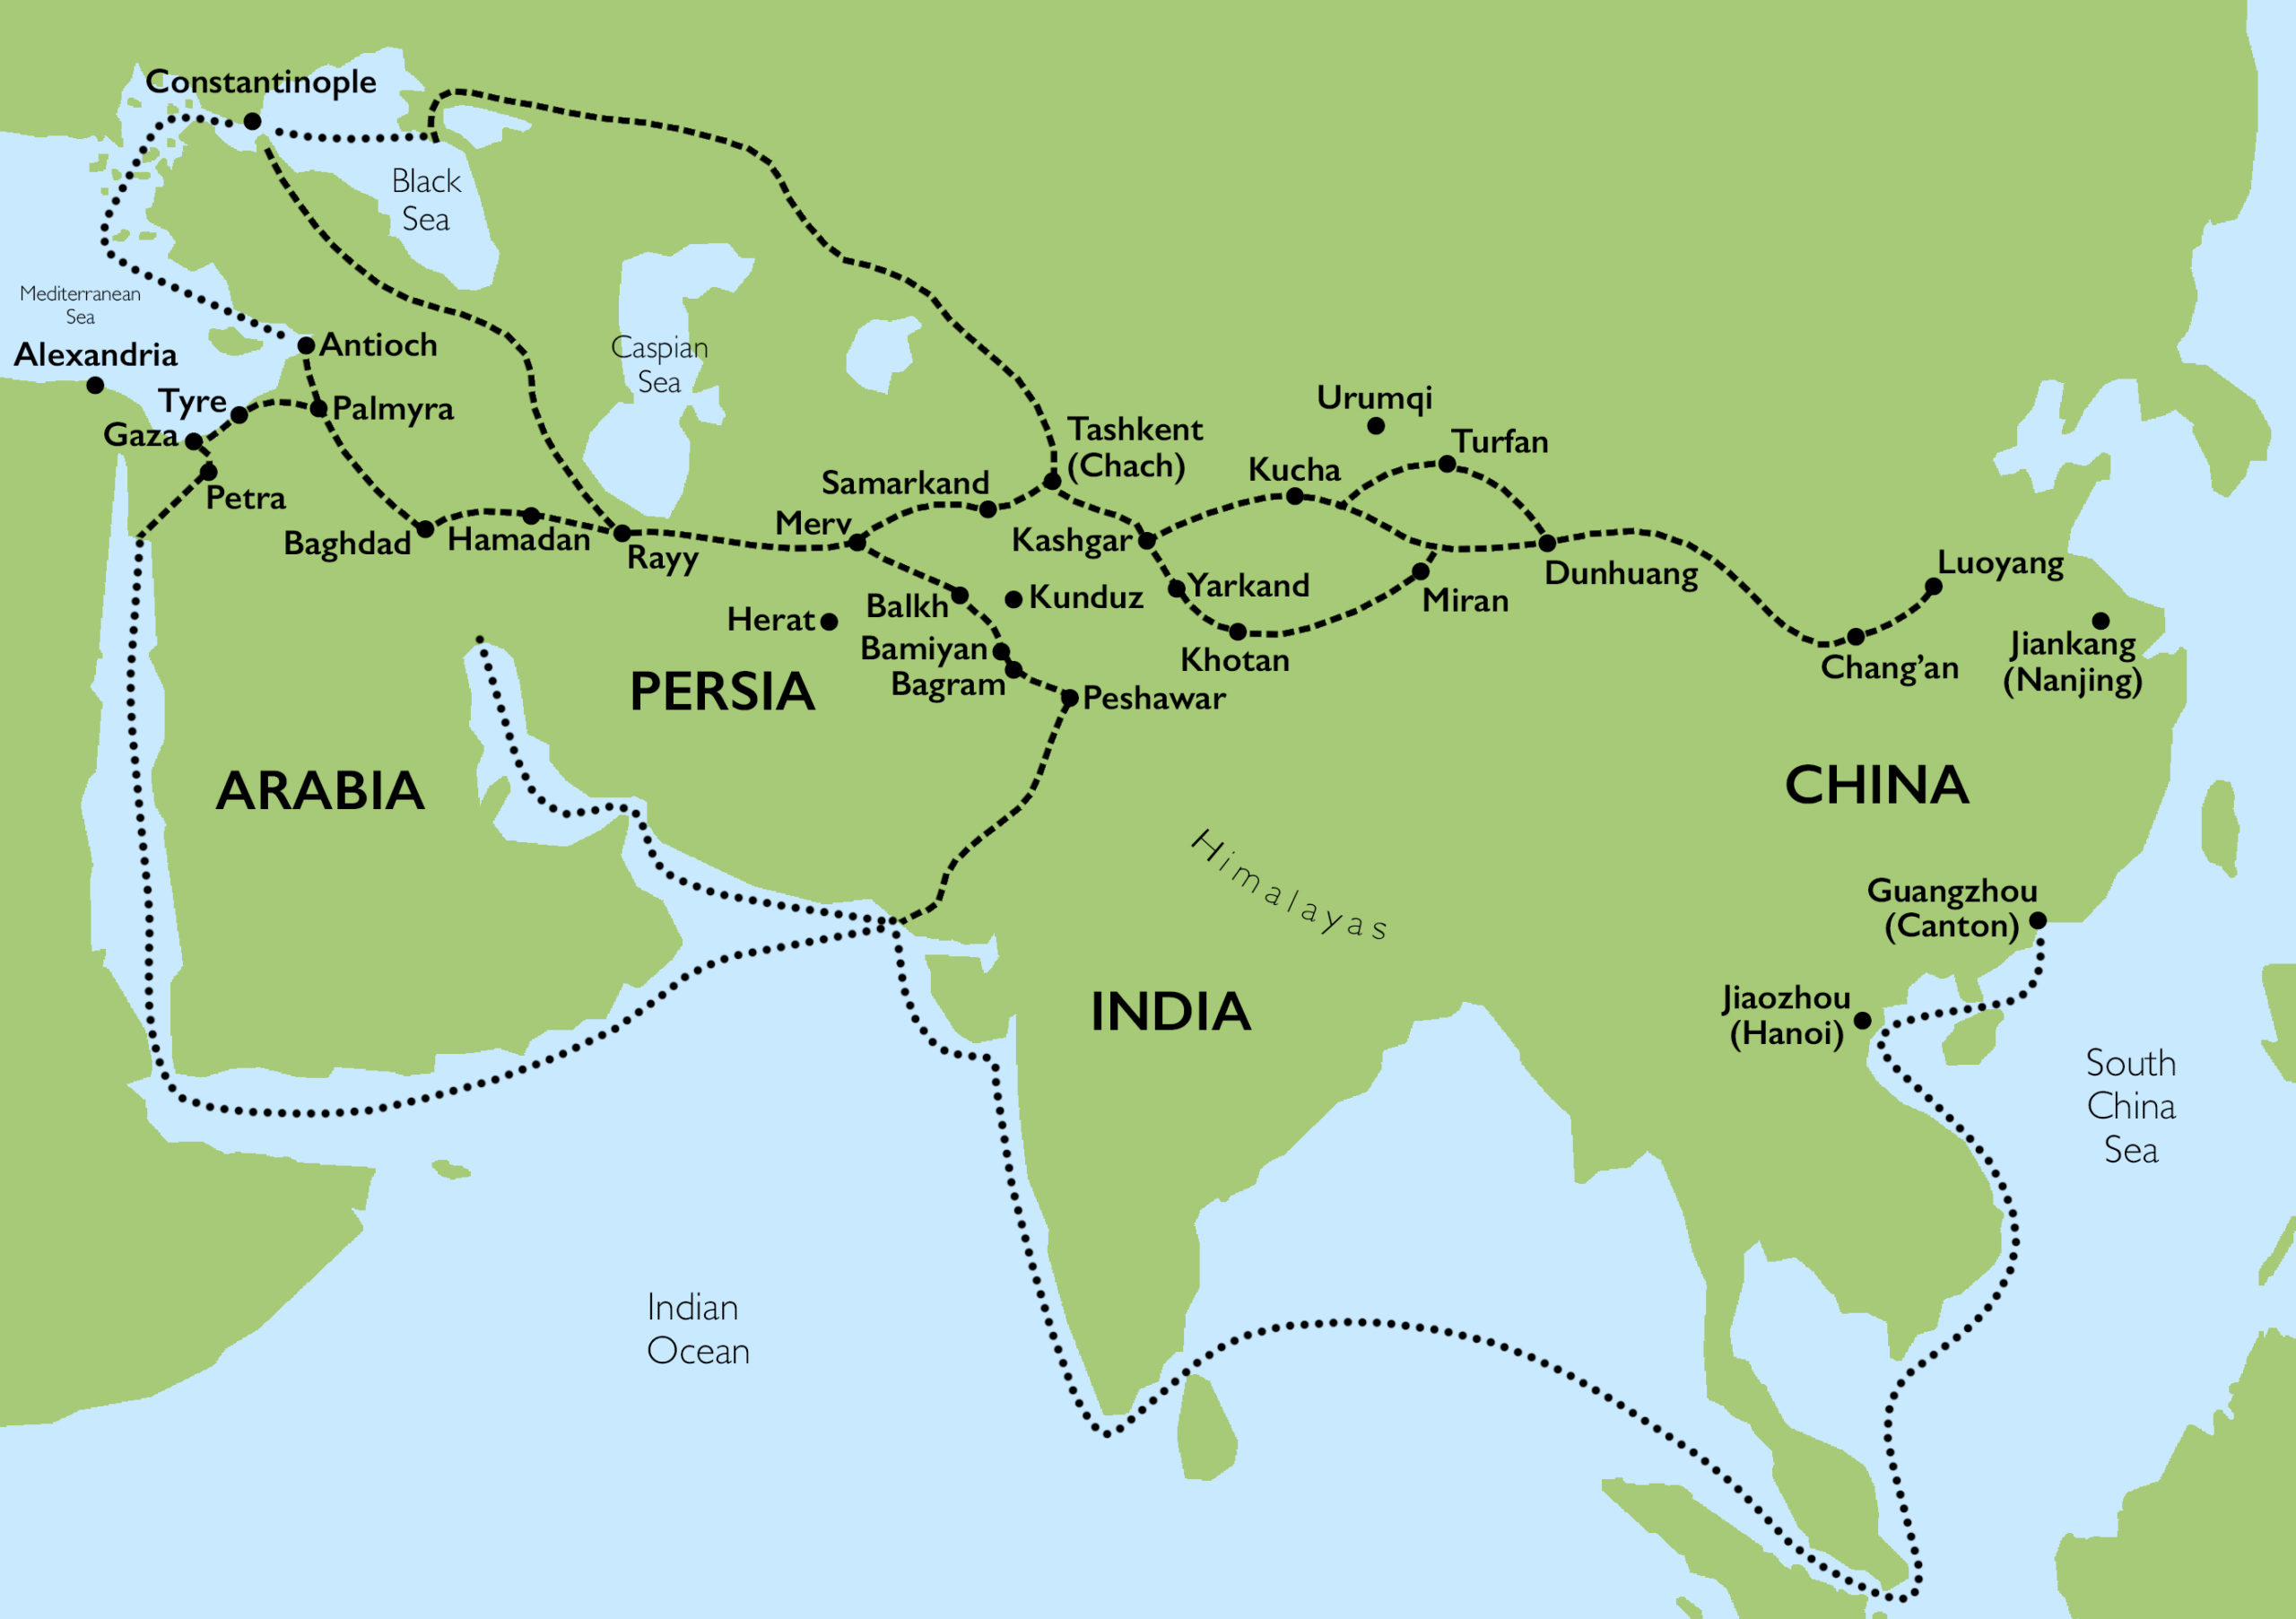 Constantinople
Black
Sea
Mediterranean
Sea
Alexandria
Antioch
Caspian
Sea
Tyre
Palmyra
Gaza
Petra
Urumqi
Tashkent
(Chach)
Turfan
Kucha
Samarkand
Merv
Kashgar
Baghdad
Hamadan
Rayy
Dunhuang
Luoyang
Yarkand
Miran
Balkh
Kunduz
Herat
Bamiyan
Khotan
Bagram
Peshawar
Chang’an
Jiankang
(Nanjing)
PERSIA
ARABIA
CHINA
Himalayas
Guangzhou
(Canton)
INDIA
Jiaozhou
(Hanoi)
South
China
Sea
Indian
Ocean